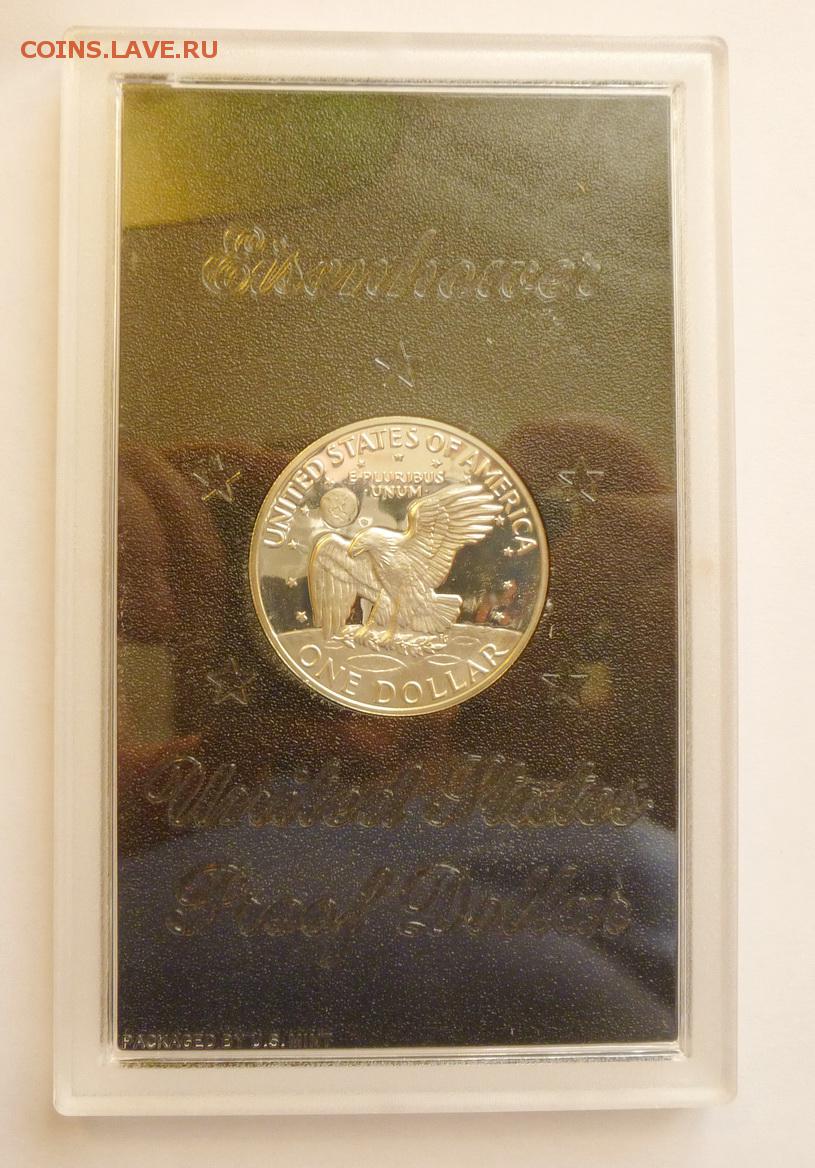 COINS.LAVE.RU
Eisenhower
UNITED STATES OF AMERICA
E PLURIBUS
UNUM
ONE DOLLAR
United States
Proof Dollar
PACKAGED BY U.S. MINT